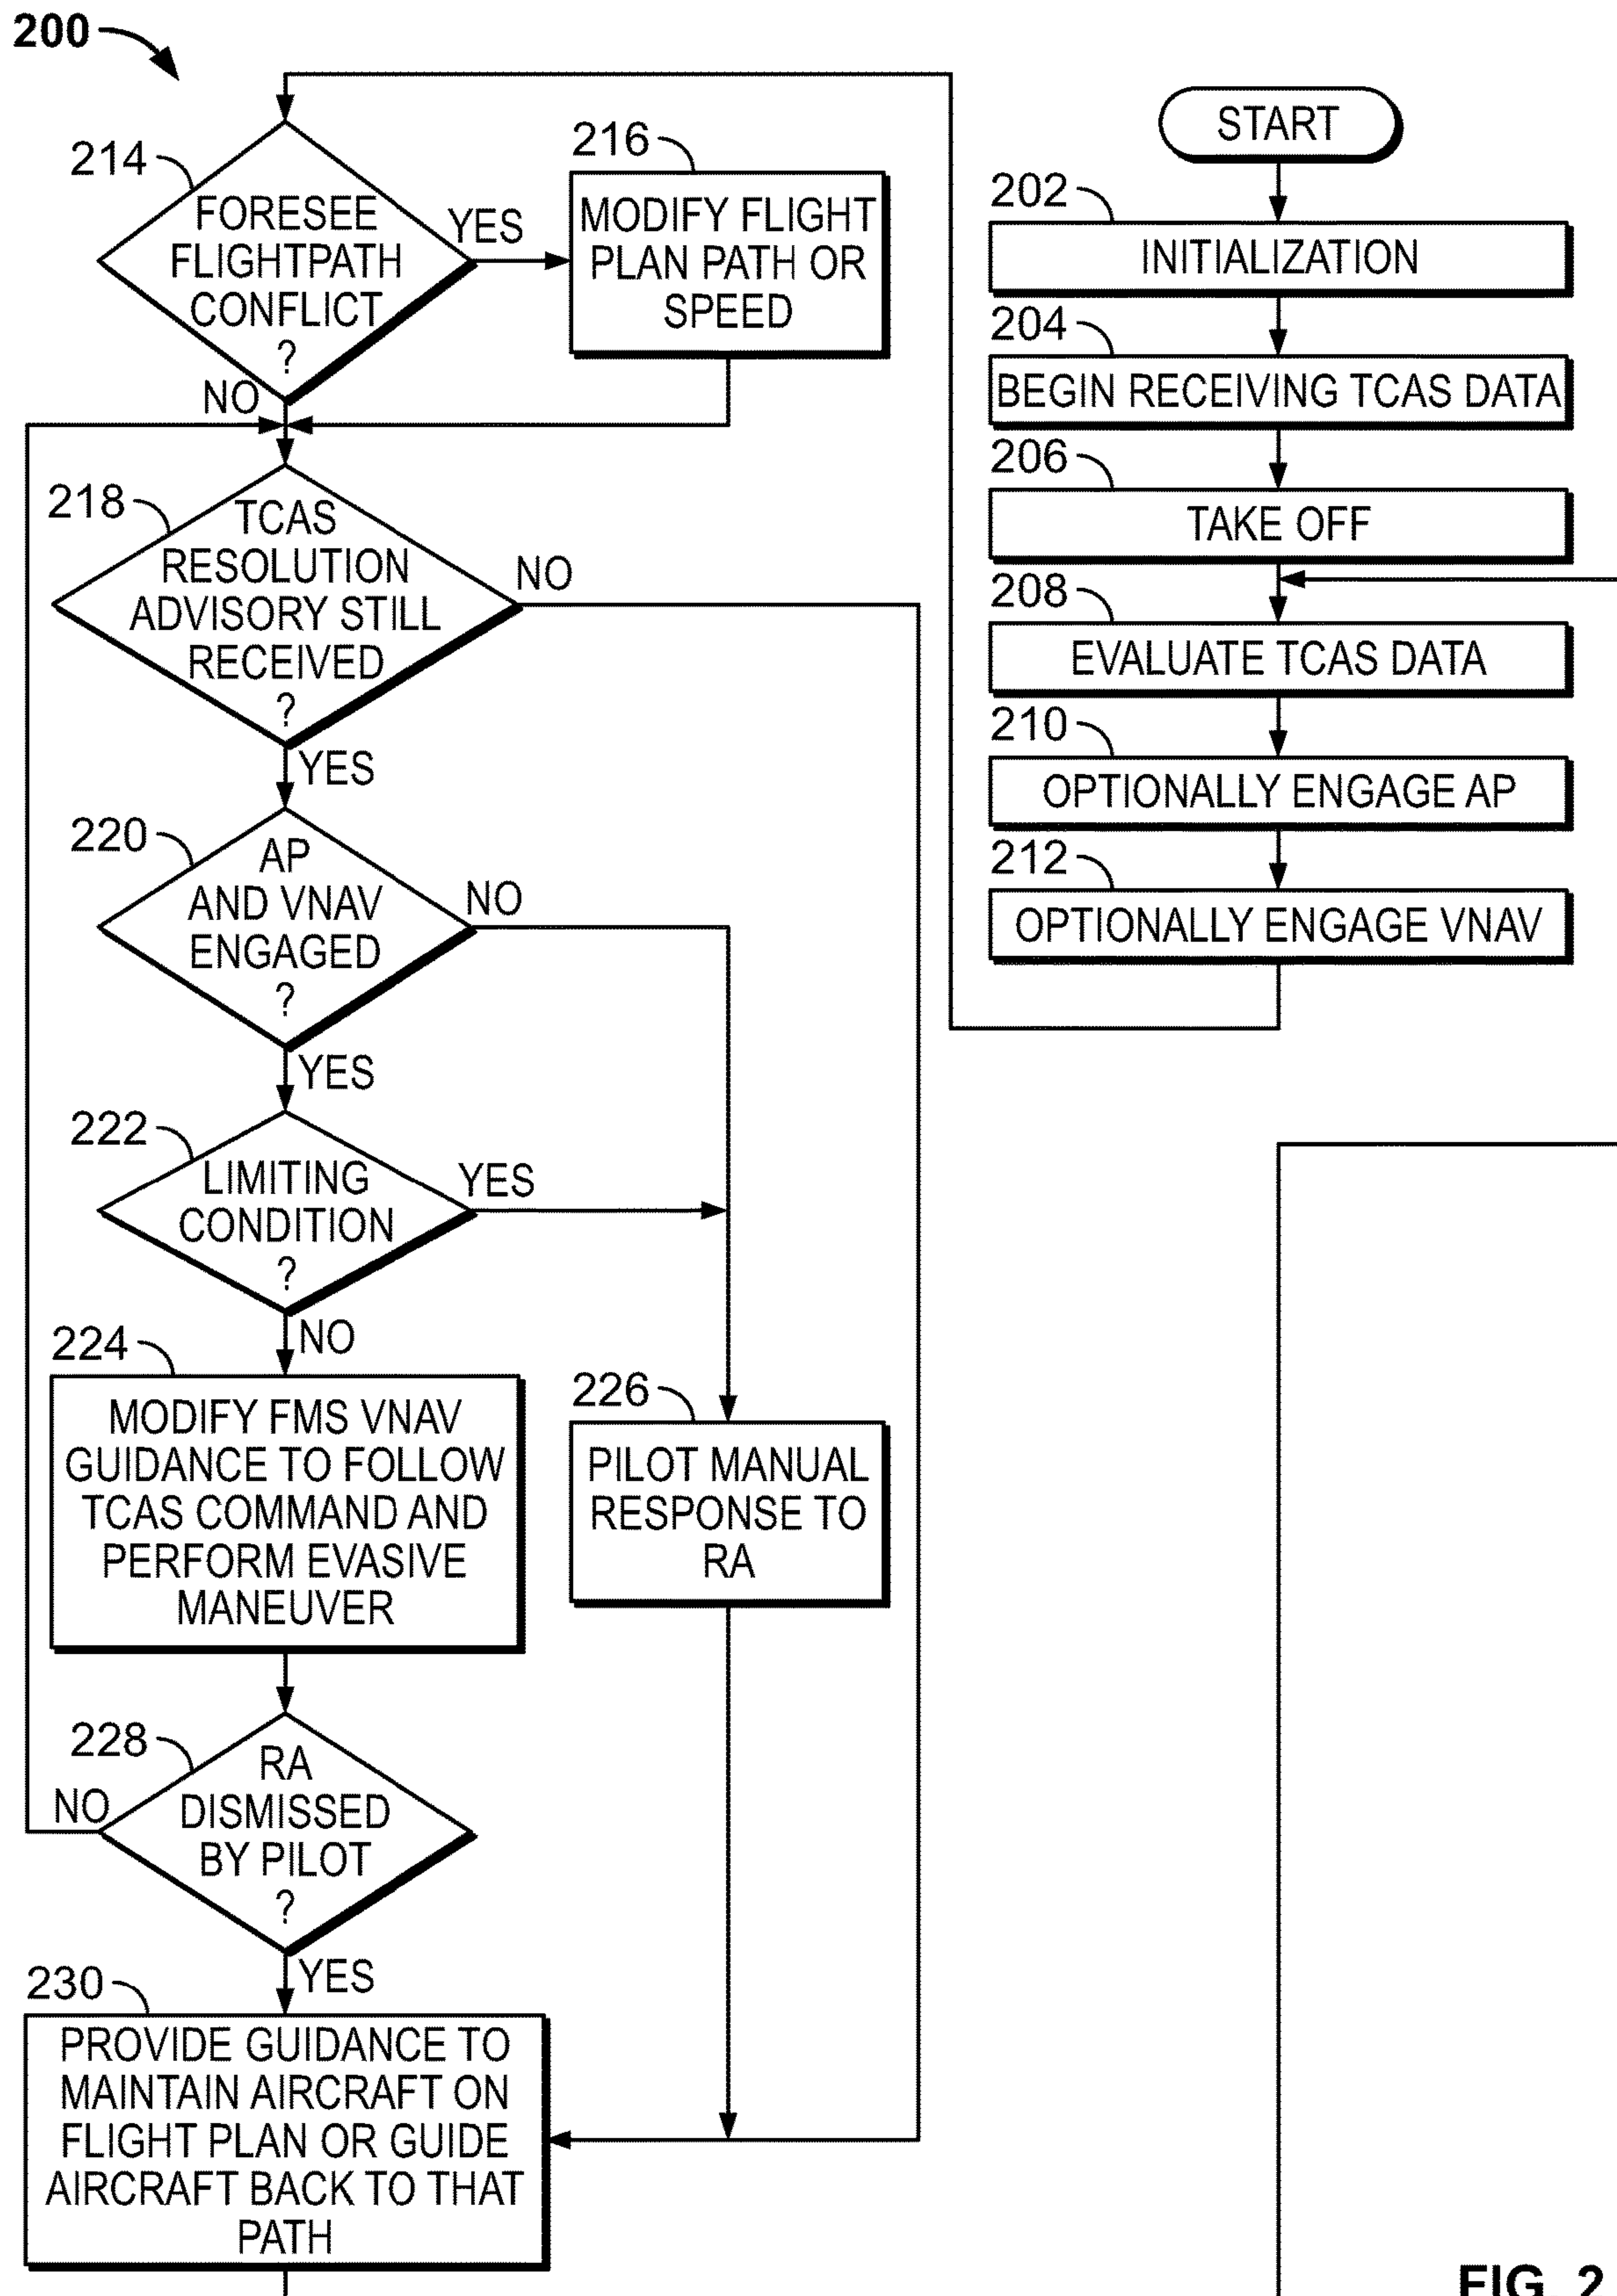 200
START
202
INITIALIZATION
204
BEGIN RECEIVING TCAS DATA
206
TAKE OFF
208
EVALUATE TCAS DATA
210
OPTIONALLY ENGAGE AP
212
OPTIONALLY ENGAGE VNAV
214
FORESEE
FLIGHTPATH
CONFLICT
?
YES
NO
216
MODIFY FLIGHT
PLAN PATH OR
SPEED
218
TCAS
RESOLUTION
ADVISORY STILL
RECEIVED
?
NO
YES
220
AP
AND VNAV
ENGAGED
?
NO
YES
222
LIMITING
CONDITION
?
YES
NO
224
MODIFY FMS VNAV
GUIDANCE TO FOLLOW
TCAS COMMAND AND
PERFORM EVASIVE
MANEUVER
226
PILOT MANUAL
RESPONSE TO
RA
228
RA
DISMISSED
BY PILOT
?
NO
YES
230
PROVIDE GUIDANCE TO
MAINTAIN AIRCRAFT ON
FLIGHT PLAN OR GUIDE
AIRCRAFT BACK TO THAT
PATH
FIG. 2